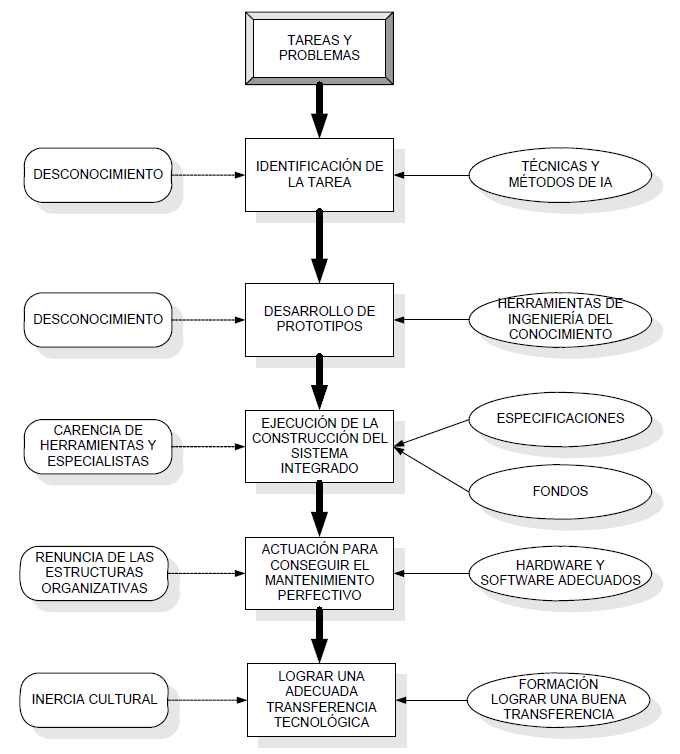 TAREAS Y
PROBLEMAS
DESCONOCIMIENTO
IDENTIFICACIÓN DE
LA TAREA
TÉCNICAS Y
MÉTODOS DE IA
DESCONOCIMIENTO
DESARROLLO DE
PROTOTIPOS
HERRAMIENTAS DE
INGENIERÍA DEL
CONOCIMIENTO
CARENCIA DE
HERRAMIENTAS Y
ESPECIALISTAS
EJECUCIÓN DE LA
CONSTRUCCIÓN DEL
SISTEMA
INTEGRADO
ESPECIFICACIONES
FONDOS
RENUNCIA DE LAS
ESTRUCTURAS
ORGANIZATIVAS
ACTUACIÓN PARA
CONSEGUIR EL
MANTENIMIENTO
PERFECTIVO
HARDWARE Y
SOFTWARE ADECUADOS
INERCIA CULTURAL
LOGRAR UNA
ADECUADA
TRANSFERENCIA
TECNOLÓGICA
FORMACIÓN
LOGRAR UNA BUENA
TRANSFERENCIA